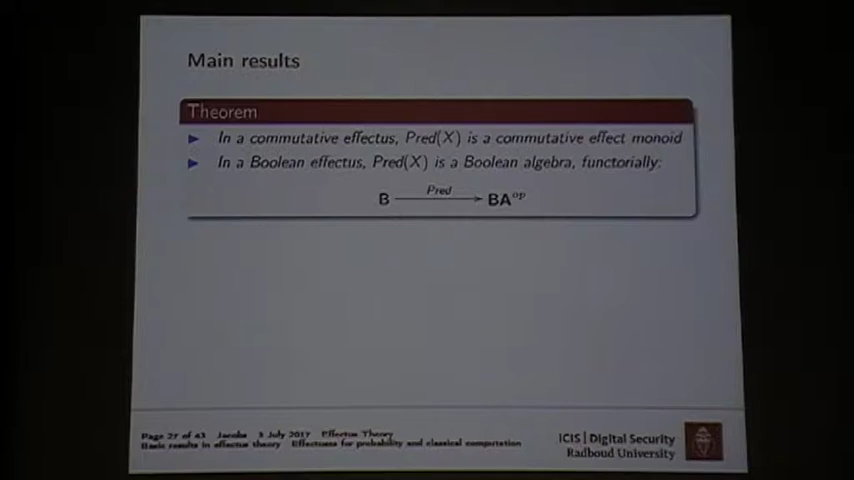 Main results
Theorem
▶ In a commutative effectus, Pred(X) is a commutative effect monoid
▶ In a Boolean effectus, Pred(X) is a Boolean algebra, functorially:
B —Pred→ BA^op
Page 27 of 43 Jacobs 3 July 2017 Effectus Theory
Basic results in effectus theory Effectuses for probability and classical computation
ICIS | Digital Security
Radboud University